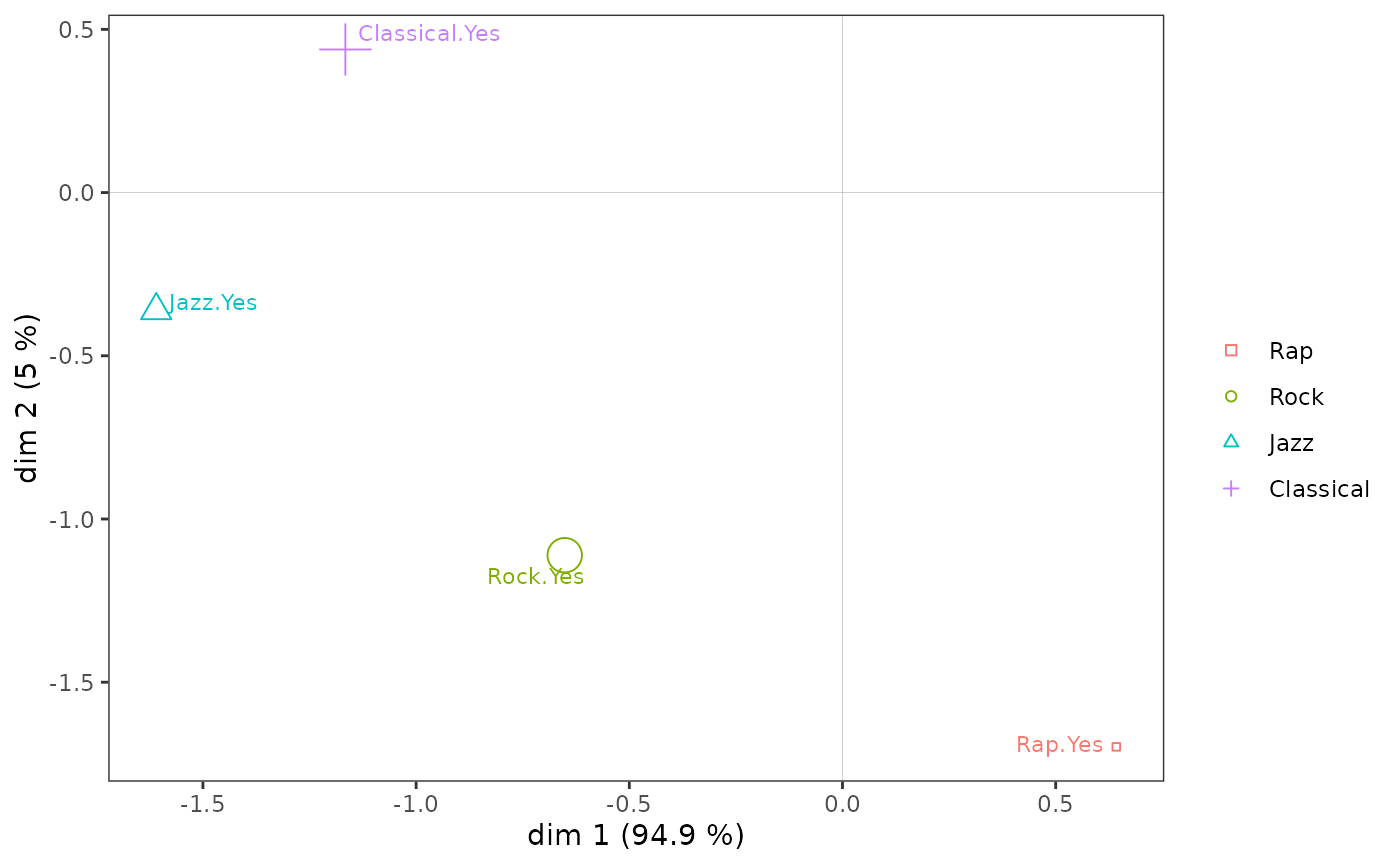 0.5
0.0
-0.5
-1.0
-1.5
dim 2 (5 %)
Classical.Yes
Jazz.Yes
Rock.Yes
Rap.Yes
-1.5
-1.0
-0.5
0.0
0.5
dim 1 (94.9 %)
Rap
Rock
Jazz
Classical